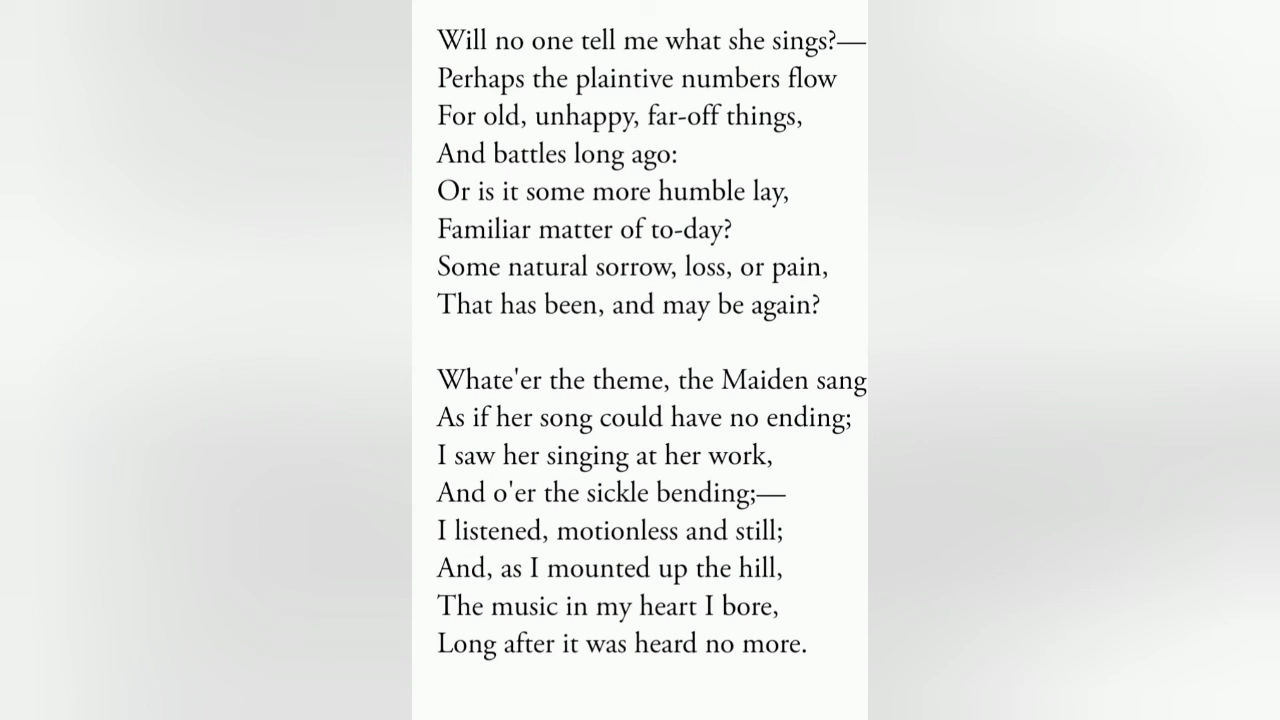 Will no one tell me what she sings?—
Perhaps the plaintive numbers flow
For old, unhappy, far-off things,
And battles long ago:
Or is it some more humble lay,
Familiar matter of to-day?
Some natural sorrow, loss, or pain,
That has been, and may be again?

Whate'er the theme, the Maiden sang
As if her song could have no ending;
I saw her singing at her work,
And o'er the sickle bending;—
I listened, motionless and still;
And, as I mounted up the hill,
The music in my heart I bore,
Long after it was heard no more.